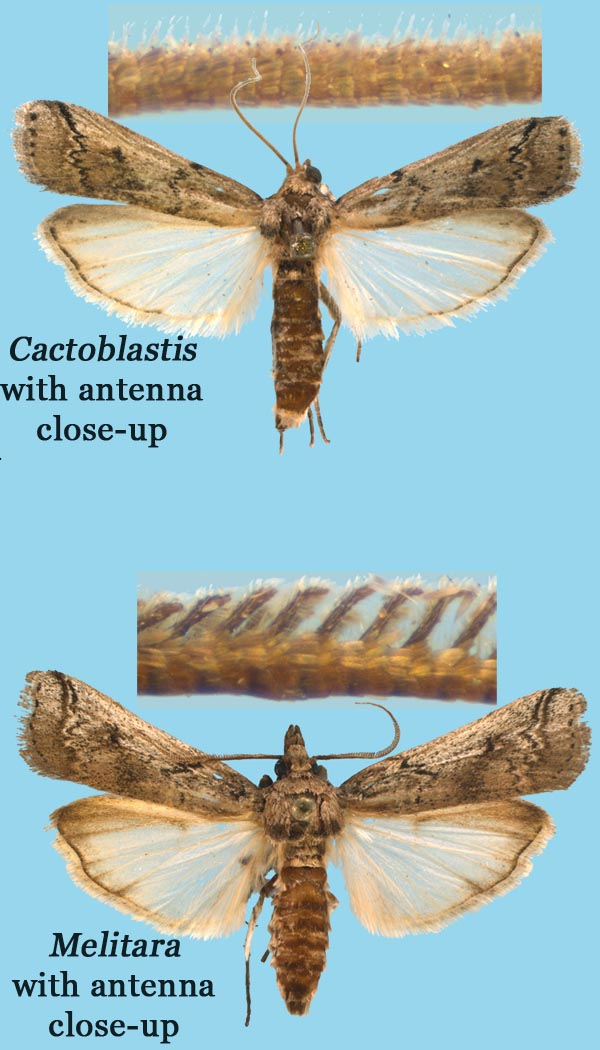 Cactoblastis
with antenna
close-up
Melitara
with antenna
close-up